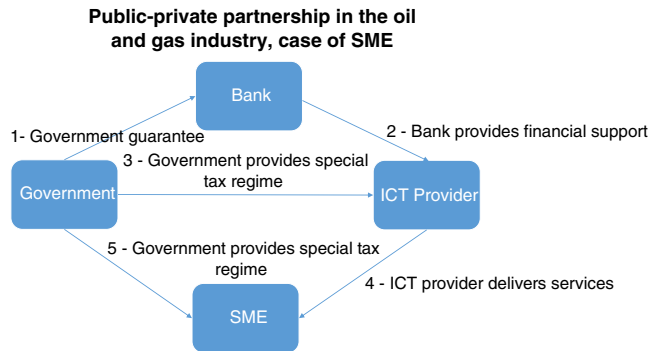 Public-private partnership in the oil
and gas industry, case of SME
Bank
1- Government guarantee
2 - Bank provides financial support
3 - Government provides special
tax regime
Government
ICT Provider
5 - Government provides special tax
regime
4 - ICT provider delivers services
SME